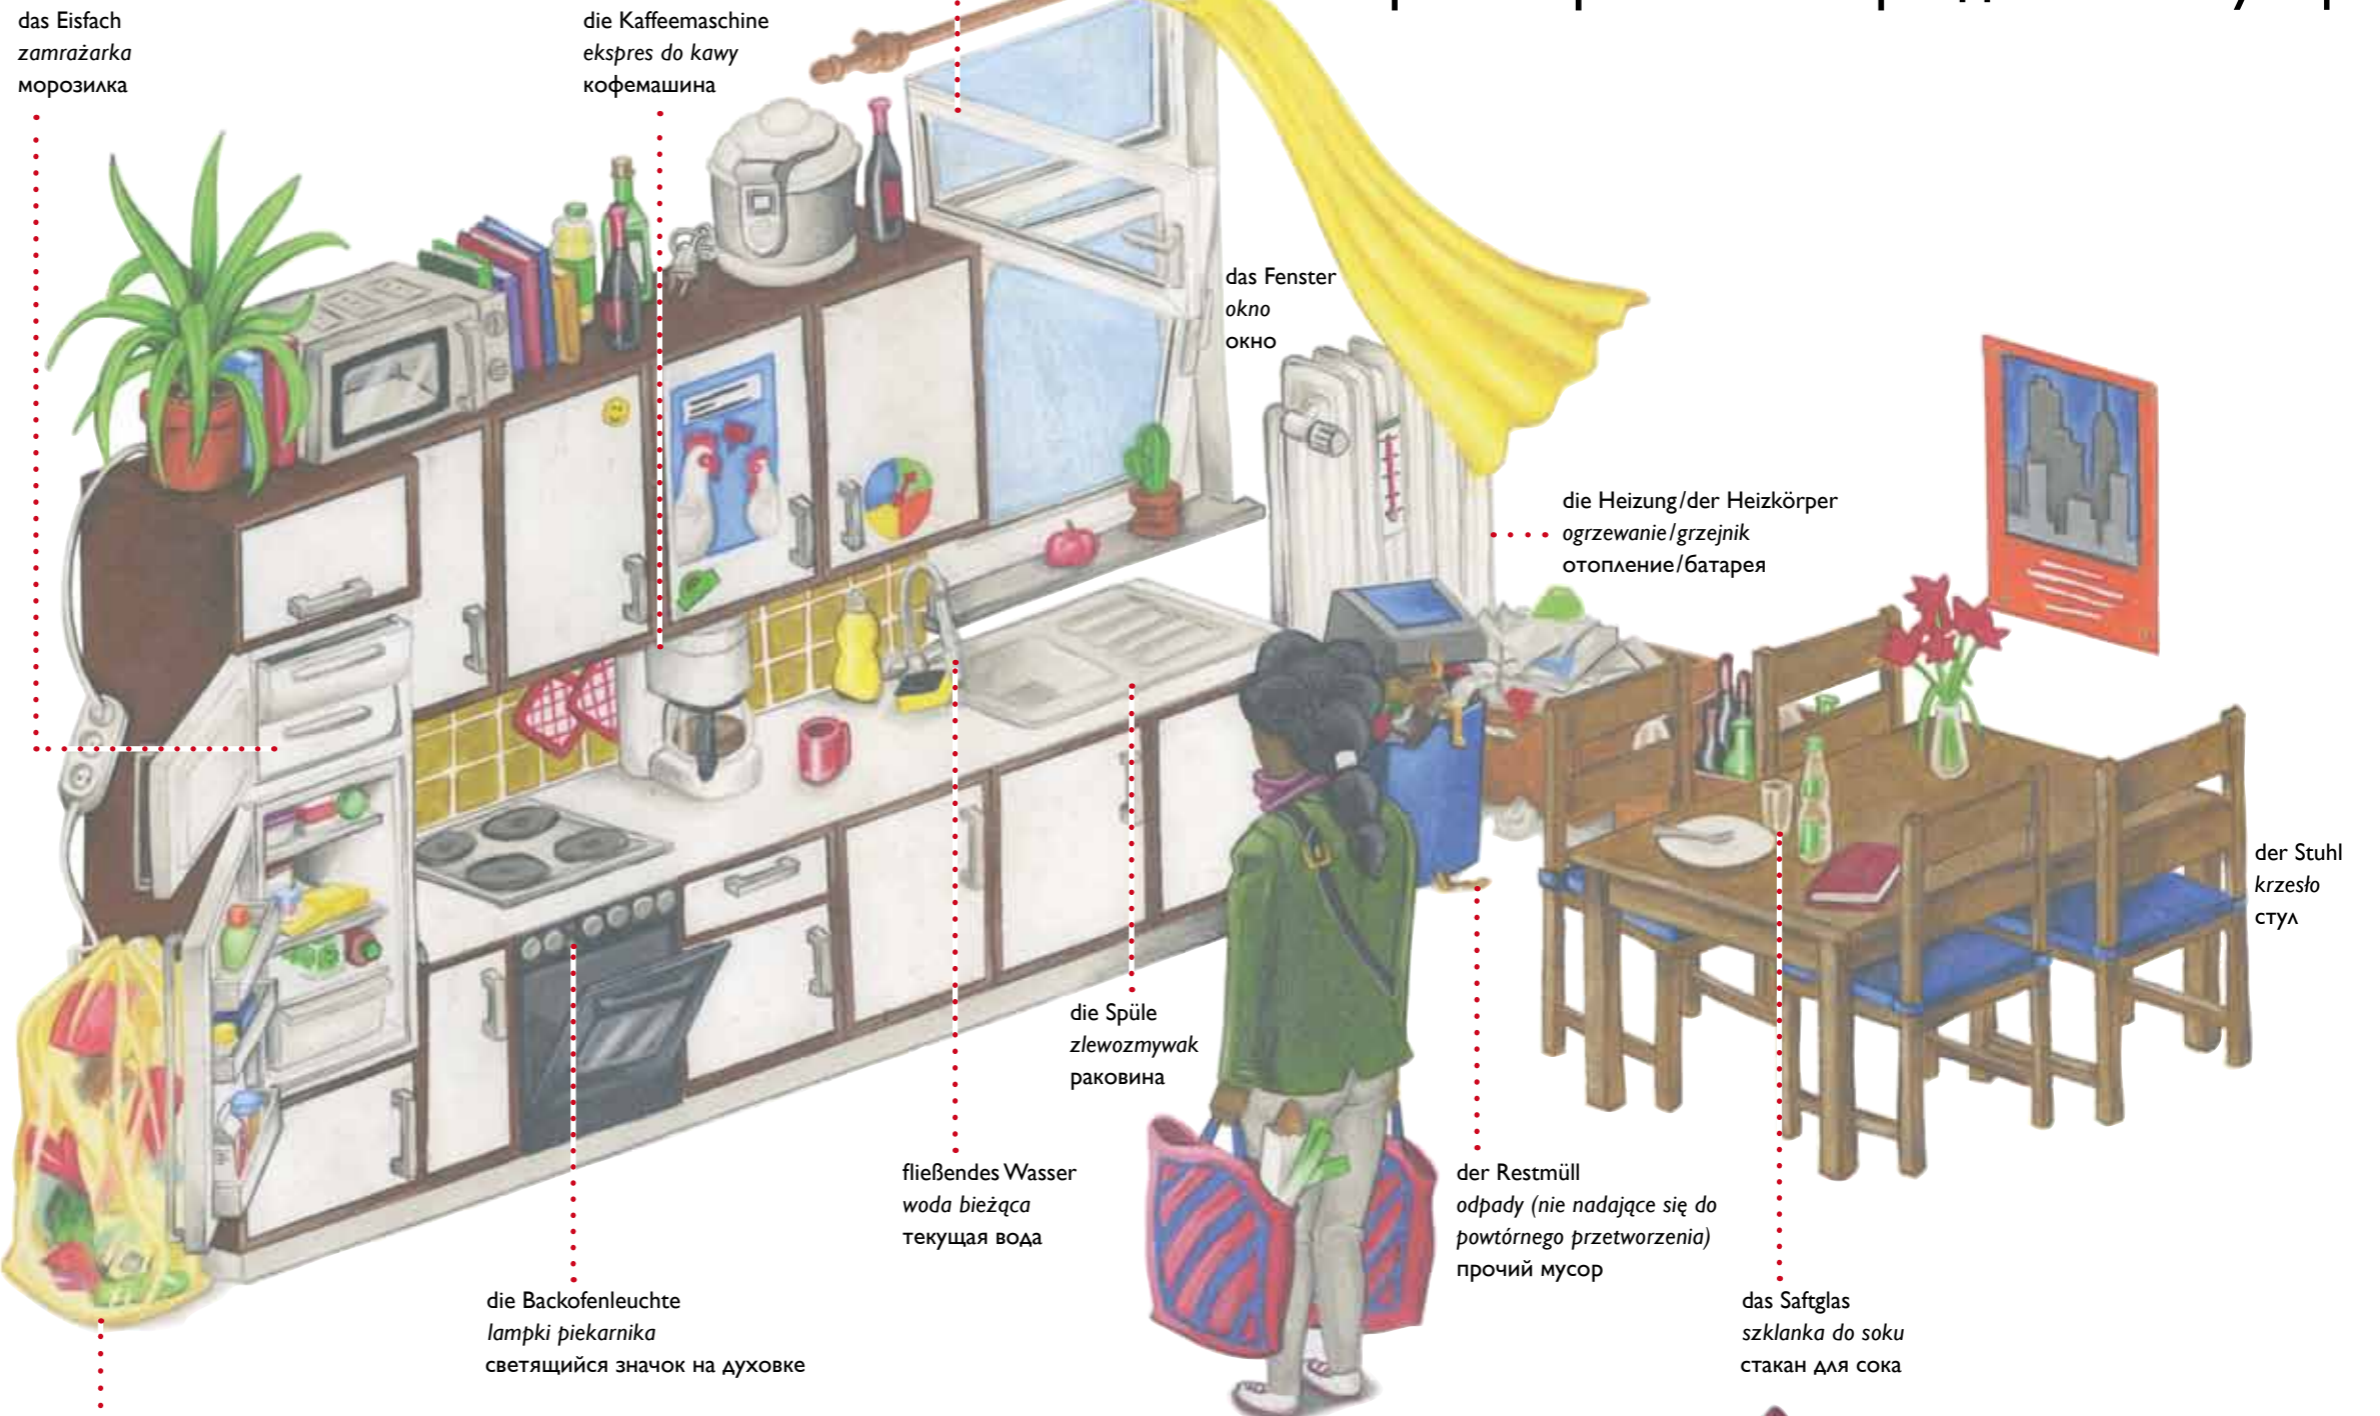 das Eisfach
zamrażarka
морозилка
die Kaffeemaschine
ekspres do kawy
кофемашина
das Fenster
okno
окно
die Heizung/der Heizkörper
ogrzewanie/grzejnik
отопление/батарея
der Stuhl
krzesło
стул
die Spüle
zlewozmywak
раковина
fließendes Wasser
woda bieżąca
текущая вода
der Restmüll
odpady (nie nadające się do
powtórnego przetworzenia)
прочий мусор
die Backofenleuchte
lampki piekarnika
светящийся значок на духовке
das Saftglas
szklanka do soku
стакан для сока